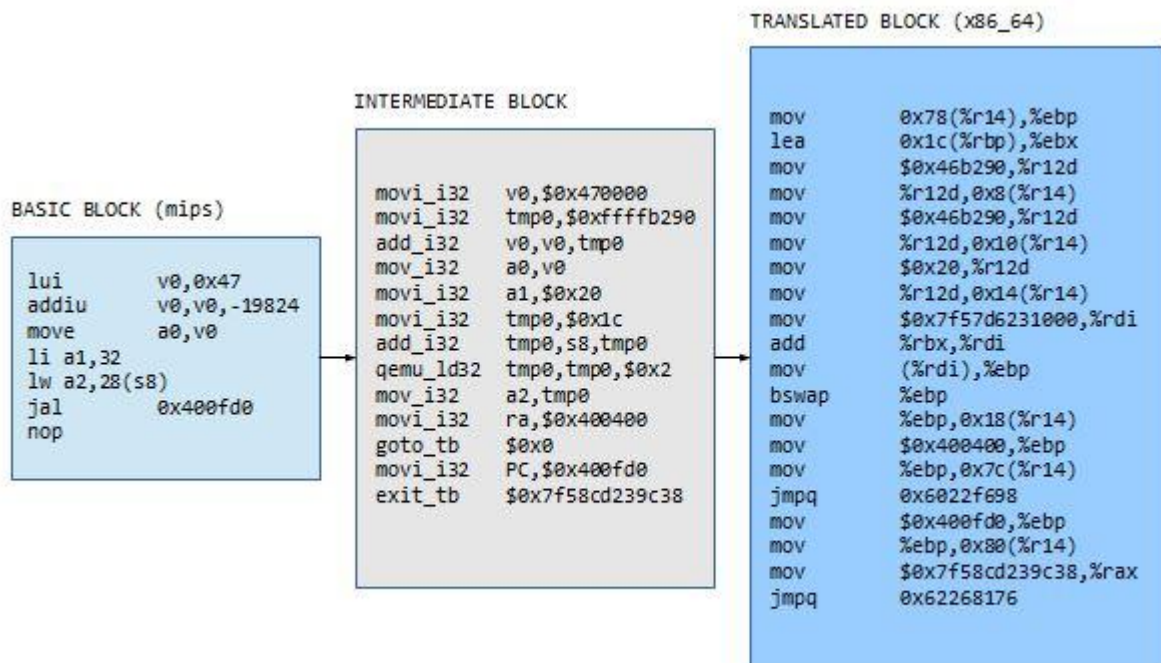 BASIC BLOCK (mips)
lui v0,0x47
addiu v0,v0,-19824
move a0,v0
li a1,32
lw a2,28(s8)
jal 0x400fd0
nop
INTERMEDIATE BLOCK
movi_i32 v0,$0x470000
movi_i32 tmp0,$0xffffb290
add_i32 v0,v0,tmp0
mov_i32 a0,v0
movi_i32 a1,$0x20
movi_i32 tmp0,$0x1c
add_i32 tmp0,s8,tmp0
qemu_ld32 tmp0,tmp0,$0x2
mov_i32 a2,tmp0
movi_i32 ra,$0x400400
goto_tb $0x0
movi_i32 PC,$0x400fd0
exit_tb $0x7f58cd239c38
TRANSLATED BLOCK (x86_64)
mov 0x78(%r14),%ebp
lea 0x1c(%rbp),%ebx
mov $0x46b290,%r12d
mov %r12d,0x8(%r14)
mov $0x46b290,%r12d
mov %r12d,0x10(%r14)
mov $0x20,%r12d
mov %r12d,0x14(%r14)
mov $0x7f57d6231000,%rdi
add %rbx,%rdi
mov (%rdi),%ebp
bswap %ebp
mov %ebp,0x18(%r14)
mov $0x400400,%ebp
mov %ebp,0x7c(%r14)
jmpq 0x6022f698
mov $0x400fd0,%ebp
mov %ebp,0x80(%r14)
mov $0x7f58cd239c38,%rax
jmpq 0x62268176